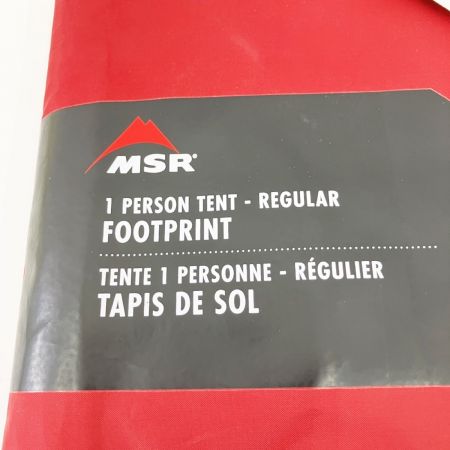 MSR®
1 PERSON TENT - REGULAR
FOOTPRINT
TENTE 1 PERSONNE - RÉGULIER
TAPIS DE SOL